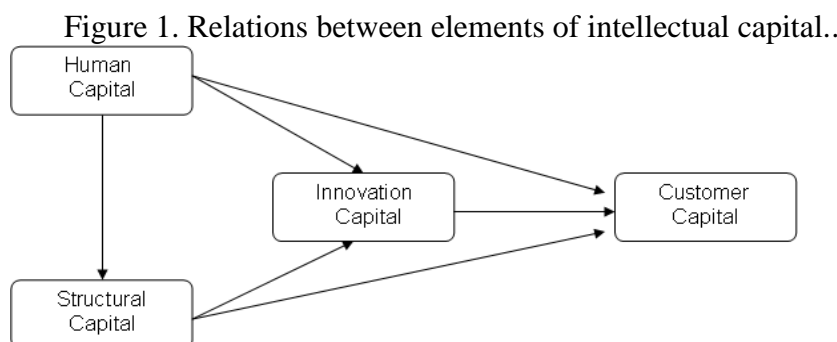 Figure 1. Relations between elements of intellectual capital..
Human
Capital
Innovation
Capital
Customer
Capital
Structural
Capital